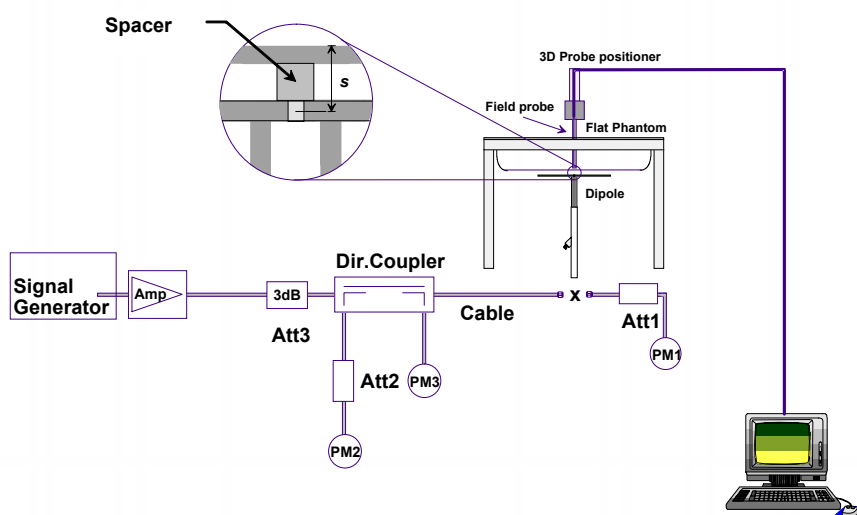 Spacer
s
3D Probe positioner
Field probe
Flat Phantom
Dipole
Dir.Coupler
Signal
Generator
Amp
3dB
Cable
x
Att1
Att3
PM1
Att2
PM3
PM2